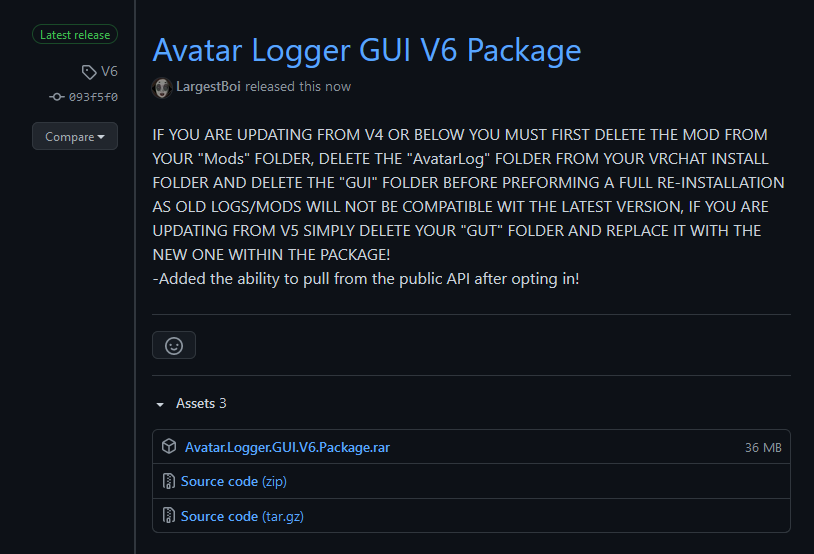 Latest release
V6
093f5f0
Compare
Avatar Logger GUI V6 Package
LargestBoi released this now
IF YOU ARE UPDATING FROM V4 OR BELOW YOU MUST FIRST DELETE THE MOD FROM
YOUR "Mods" FOLDER, DELETE THE "AvatarLog" FOLDER FROM YOUR VRCHAT INSTALL
FOLDER AND DELETE THE "GUI" FOLDER BEFORE PREFORMING A FULL RE-INSTALLATION
AS OLD LOGS/MODS WILL NOT BE COMPATIBLE WIT THE LATEST VERSION, IF YOU ARE
UPDATING FROM V5 SIMPLY DELETE YOUR "GUT" FOLDER AND REPLACE IT WITH THE
NEW ONE WITHIN THE PACKAGE!
-Added the ability to pull from the public API after opting in!
Assets 3
Avatar.Logger.GUI.V6.Package.rar 36 MB
Source code (zip)
Source code (tar.gz)